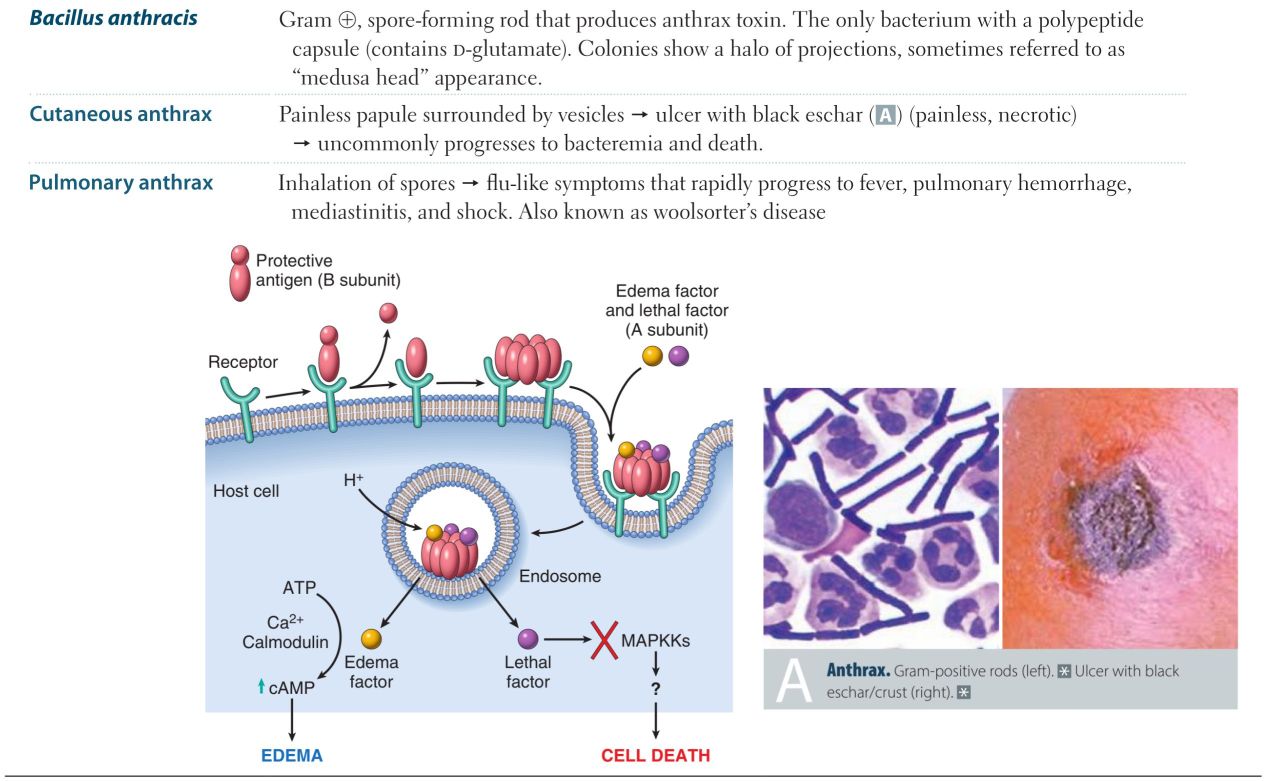 Bacillus anthracis
Gram ⊕, spore-forming rod that produces anthrax toxin. The only bacterium with a polypeptide
capsule (contains D-glutamate). Colonies show a halo of projections, sometimes referred to as
“medusa head” appearance.
Cutaneous anthrax
Painless papule surrounded by vesicles → ulcer with black eschar (A) (painless, necrotic)
→ uncommonly progresses to bacteremia and death.
Pulmonary anthrax
Inhalation of spores → flu-like symptoms that rapidly progress to fever, pulmonary hemorrhage,
mediastinitis, and shock. Also known as woolsorter’s disease
Protective
antigen (B subunit)
Edema factor
and lethal factor
(A subunit)
Receptor
Host cell
H+
Endosome
ATP
Ca2+
Calmodulin
↑ cAMP
EDEMA
Edema
factor
Lethal
factor
MAPKKs
?
CELL DEATH
A
Anthrax. Gram-positive rods (left). * Ulcer with black
eschar/crust (right). *